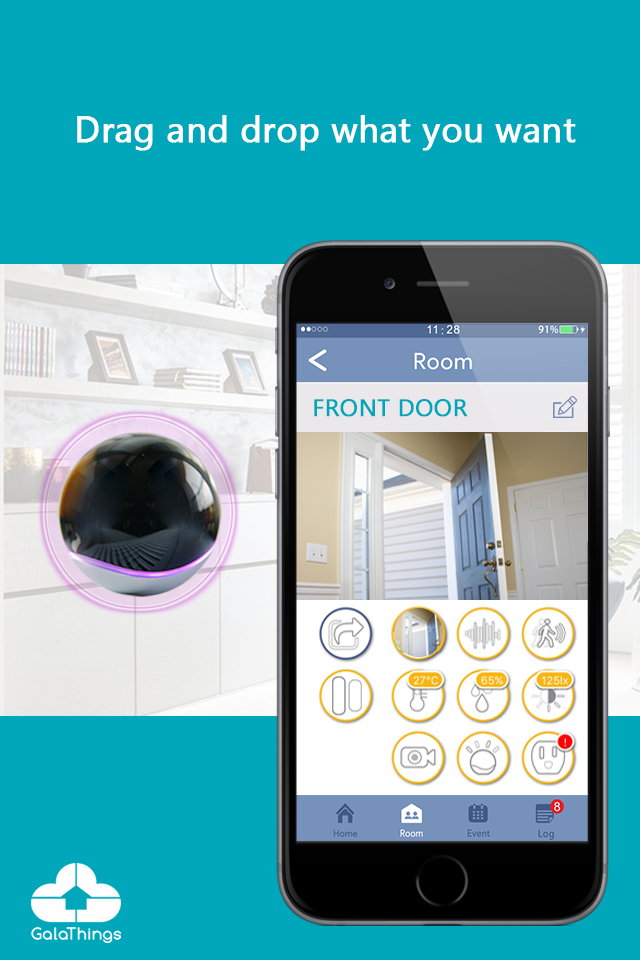 Drag and drop what you want
11:28
91%
Room
FRONT DOOR
27°C
65%
125lx
!
8
Home
Room
Event
Log
GalaThings